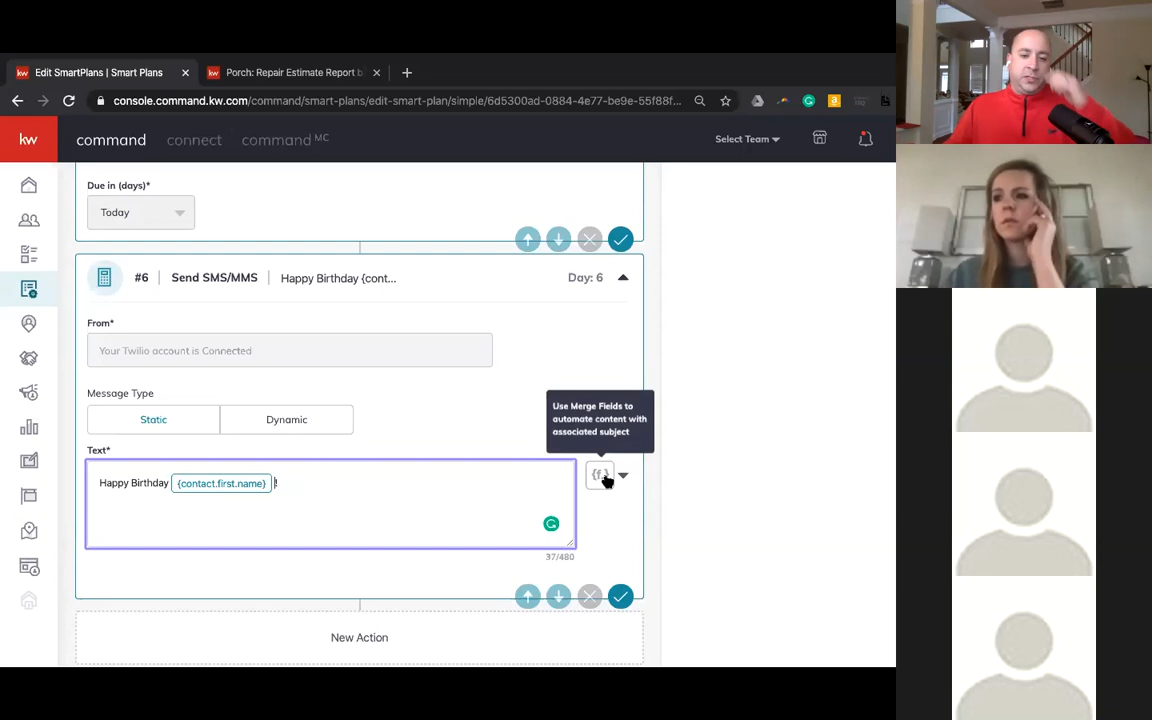 Edit SmartPlans | Smart Plans
Porch: Repair Estimate Report b
console.command.kw.com/command/smart-plans/edit-smart-plan/simple/6d5300ad-0884-4e77-be9e-55f88f...
kw
command
connect
command MC
Select Team
Due in (days)*
Today
#6
Send SMS/MMS
Happy Birthday {cont...
Day: 6
From*
Your Twilio account is Connected
Message Type
Static
Dynamic
Use Merge Fields to
automate content with
associated subject
Text*
{f}
Happy Birthday {contact.first.name} !
37/480
New Action